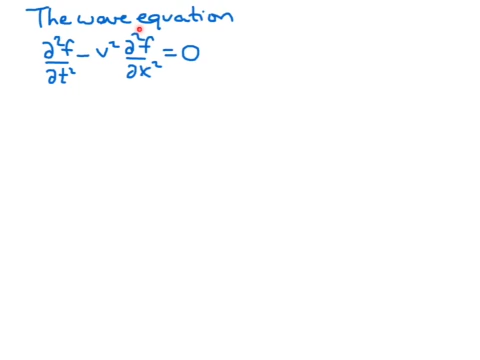 The wave equation
∂²f/∂t² - v² ∂²f/∂x² = 0